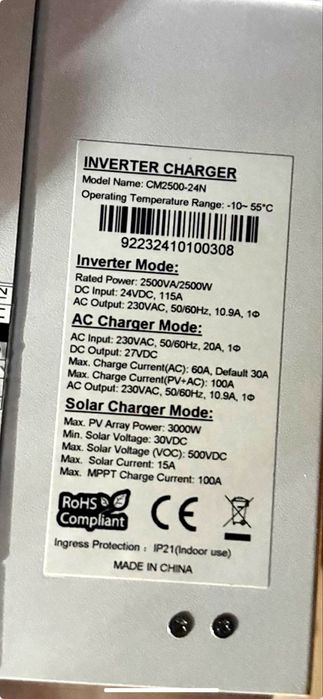 INVERTER CHARGER
Model Name: CM2500-24N
Operating Temperature Range: -10~ 55°C
92232410100308
Inverter Mode:
Rated Power: 2500VA/2500W
DC Input: 24VDC, 115A
AC Output: 230VAC, 50/60Hz, 10.9A, 1Φ
AC Charger Mode:
AC Input: 230VAC, 50/60Hz, 20A, 1Φ
DC Output: 27VDC
Max. Charge Current(AC): 60A, Default 30A
Max. Charge Current(PV+AC): 100A
AC Output: 230VAC, 50/60Hz, 10.9A, 1Φ
Solar Charger Mode:
Max. PV Array Power: 3000W
Min. Solar Voltage: 30VDC
Max. Solar Voltage (VOC): 500VDC
Max. Solar Current: 15A
Max. MPPT Charge Current: 100A
RoHS
Compliant
CE
Ingress Protection : IP21(Indoor use)
MADE IN CHINA